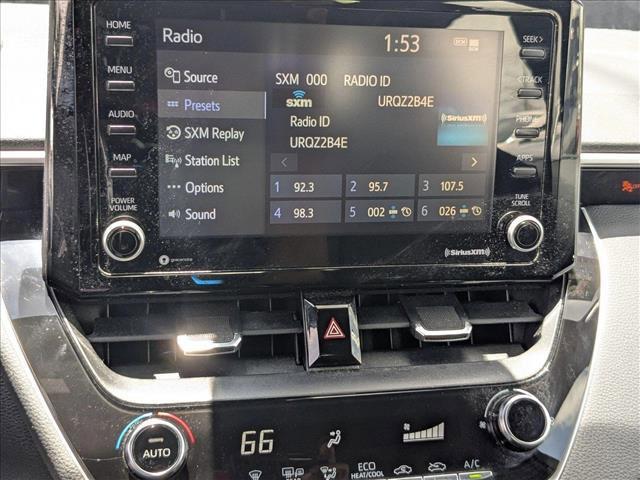 Radio
1:53
HOME
MENU
AUDIO
MAP
POWER
VOLUME
Source
Presets
SXM Replay
Station List
Options
Sound
SXM 000 RADIO ID
sxm
URQZ2B4E
Radio ID
URQZ2B4E
SiriusXM
1 92.3
2 95.7
3 107.5
4 98.3
5 002
6 026
SEEK>
<TRACK
PHONE
APPS
TUNE
SCROLL
gracenote
SiriusXM
AUTO
66
ECO
HEAT/COOL
A/C